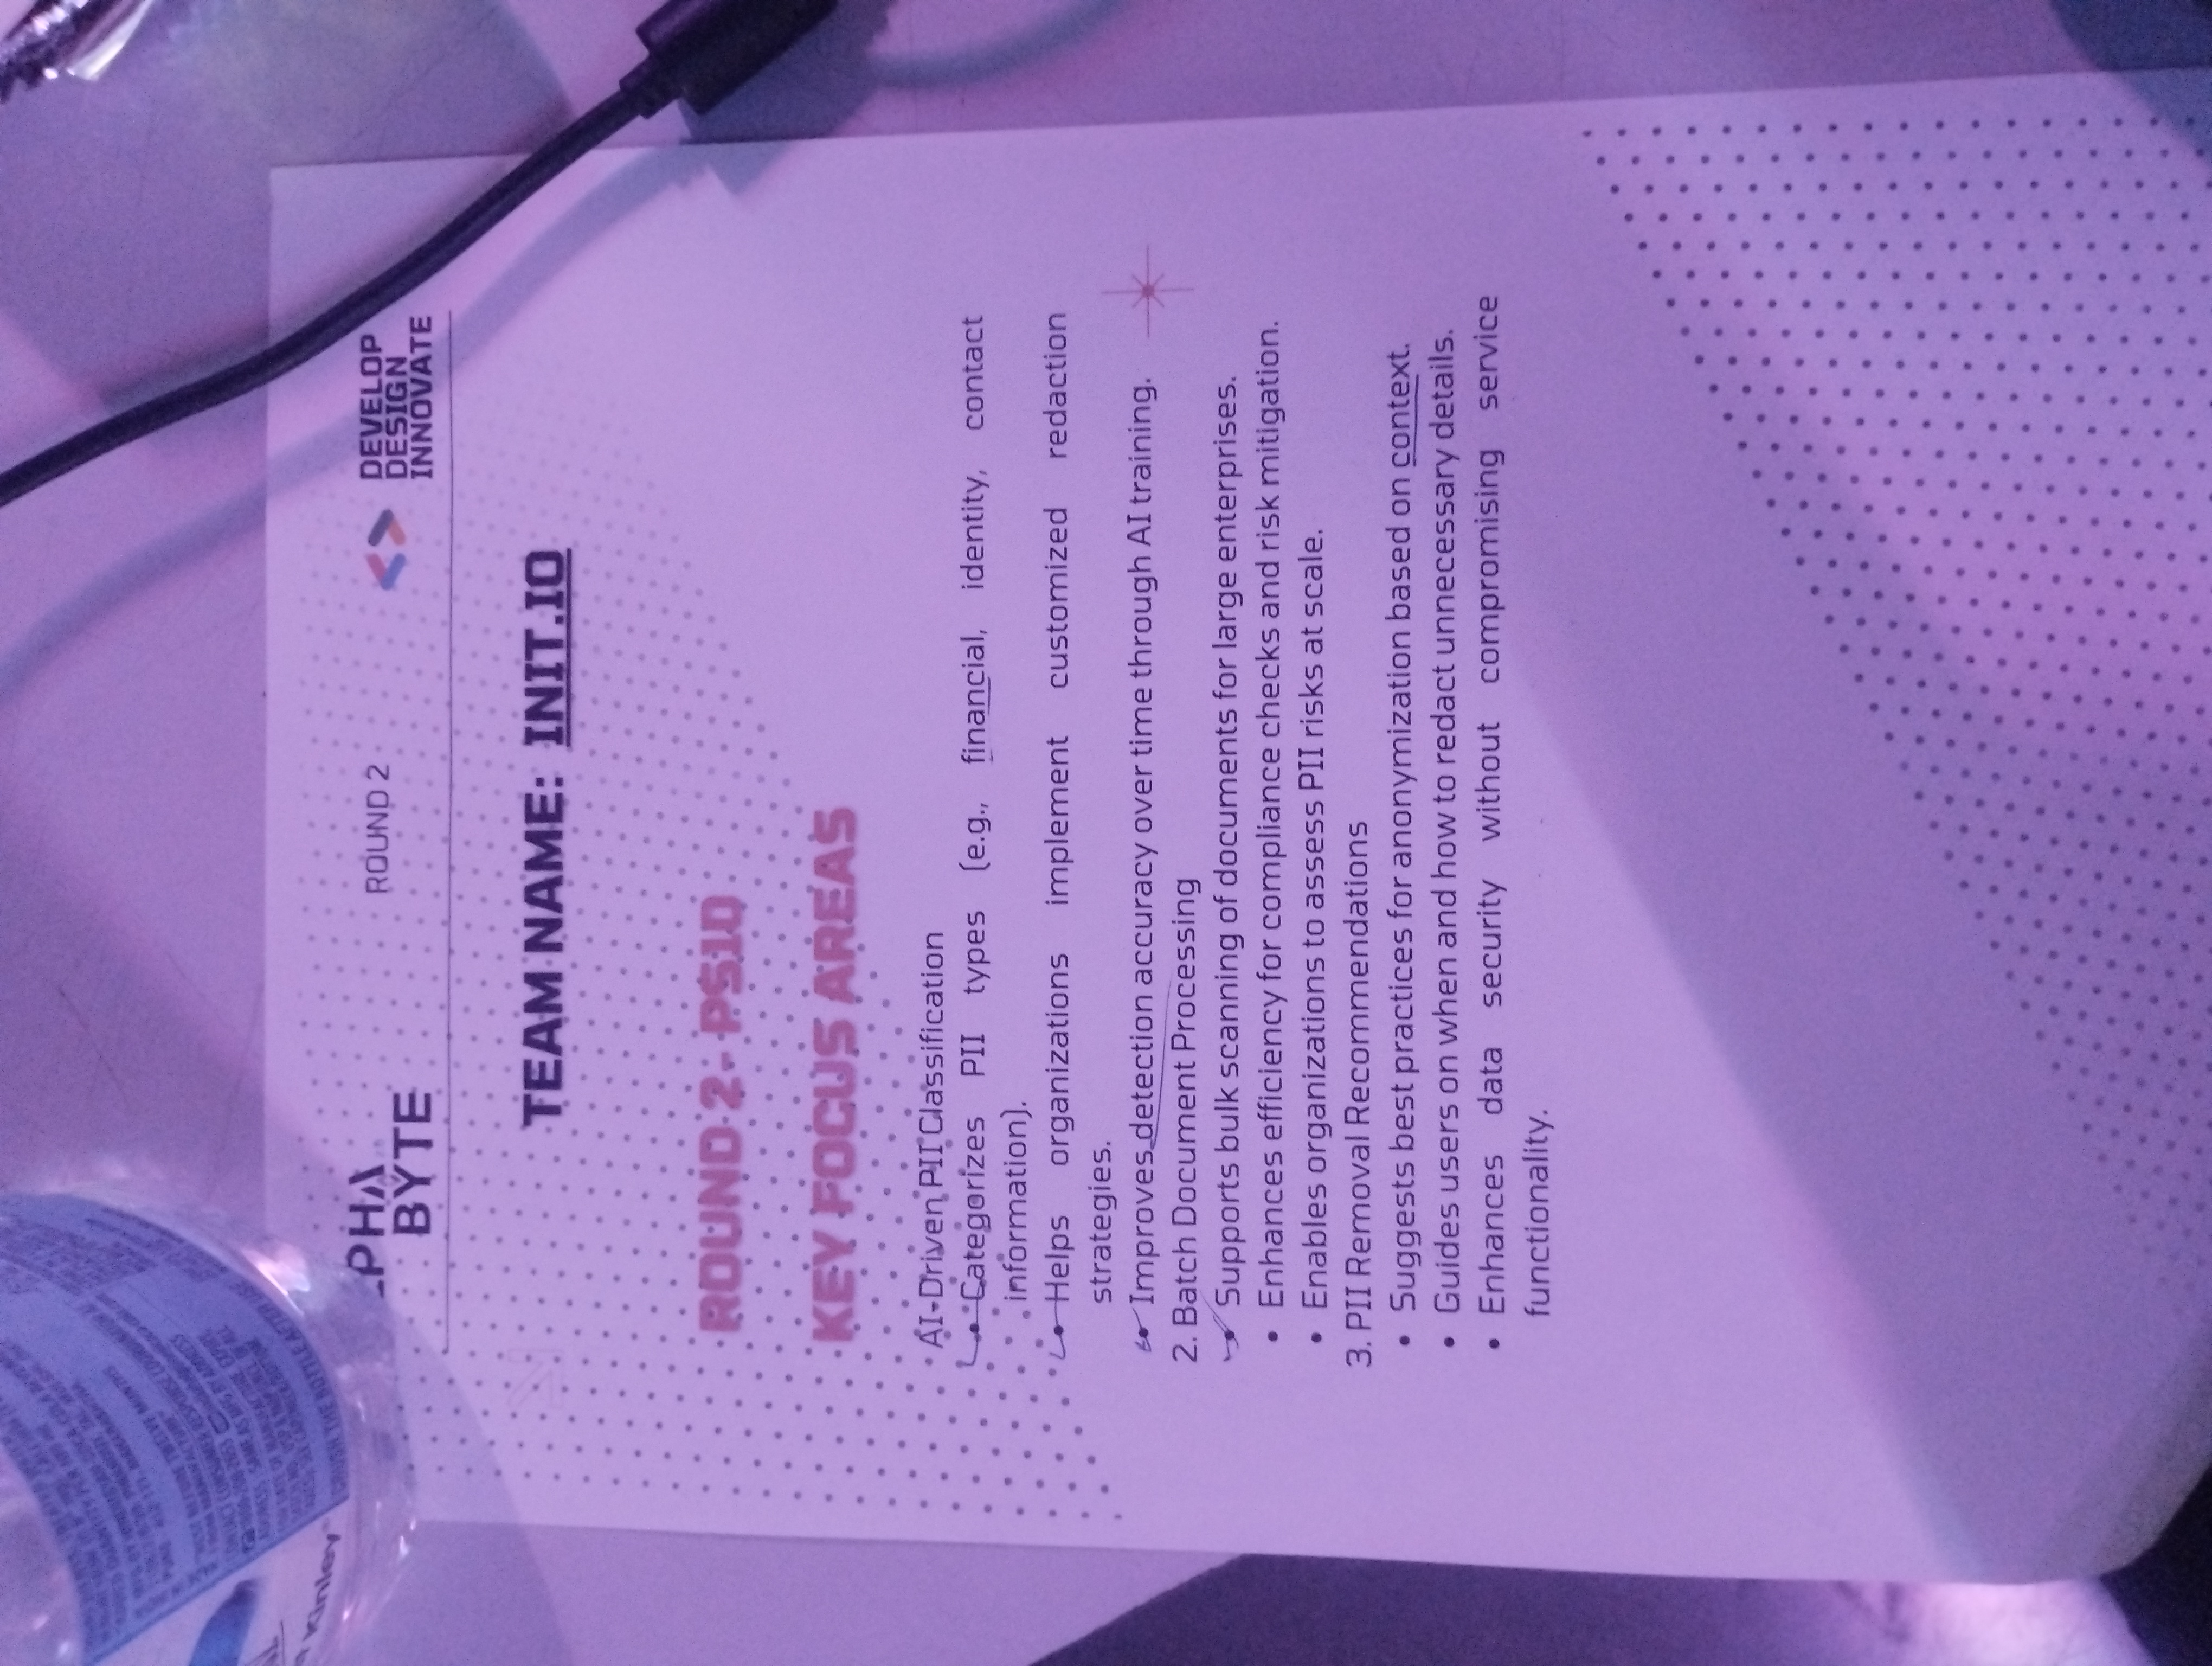 Kinley
PHA
BYTE
ROUND 2
DEVELOP
DESIGN
INNOVATE
TEAM NAME: INIT.IO
ROUND 2 - PS10
KEY FOCUS AREAS
AI-Driven PII Classification
• Categorizes PII types (e.g., financial, identity, contact
information).
• Helps organizations implement customized redaction
strategies.
• Improves detection accuracy over time through AI training.
2. Batch Document Processing
• Supports bulk scanning of documents for large enterprises.
• Enhances efficiency for compliance checks and risk mitigation.
• Enables organizations to assess PII risks at scale.
3. PII Removal Recommendations
• Suggests best practices for anonymization based on context.
• Guides users on when and how to redact unnecessary details.
• Enhances data security without compromising service
functionality.